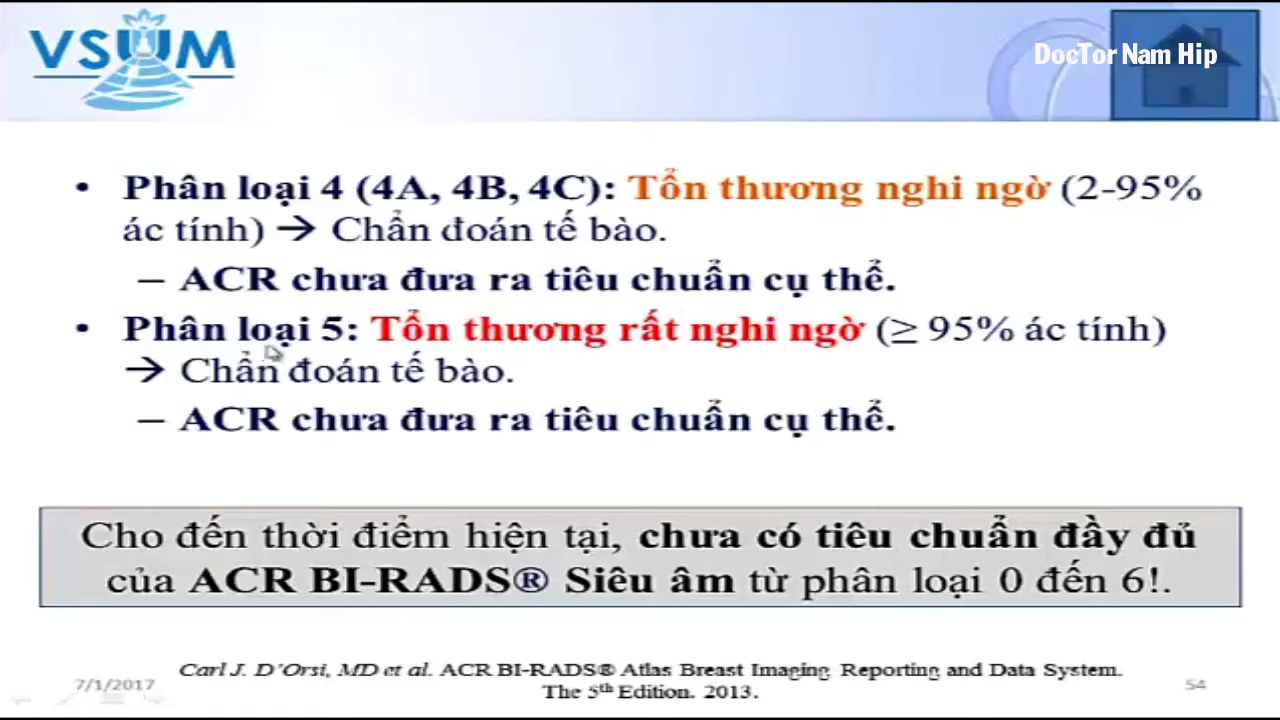 VSUM
DocTor Nam Hip
• Phân loại 4 (4A, 4B, 4C): Tổn thương nghi ngờ (2-95%
ác tính) → Chẩn đoán tế bào.
– ACR chưa đưa ra tiêu chuẩn cụ thể.
• Phân loại 5: Tổn thương rất nghi ngờ (≥ 95% ác tính)
→ Chẩn đoán tế bào.
– ACR chưa đưa ra tiêu chuẩn cụ thể.
Cho đến thời điểm hiện tại, chưa có tiêu chuẩn đầy đủ
của ACR BI-RADS® Siêu âm từ phân loại 0 đến 6!.
Carl J. D'Orsi, MD et al. ACR BI-RADS® Atlas Breast Imaging Reporting and Data System.
The 5th Edition. 2013.
7/1/2017
54